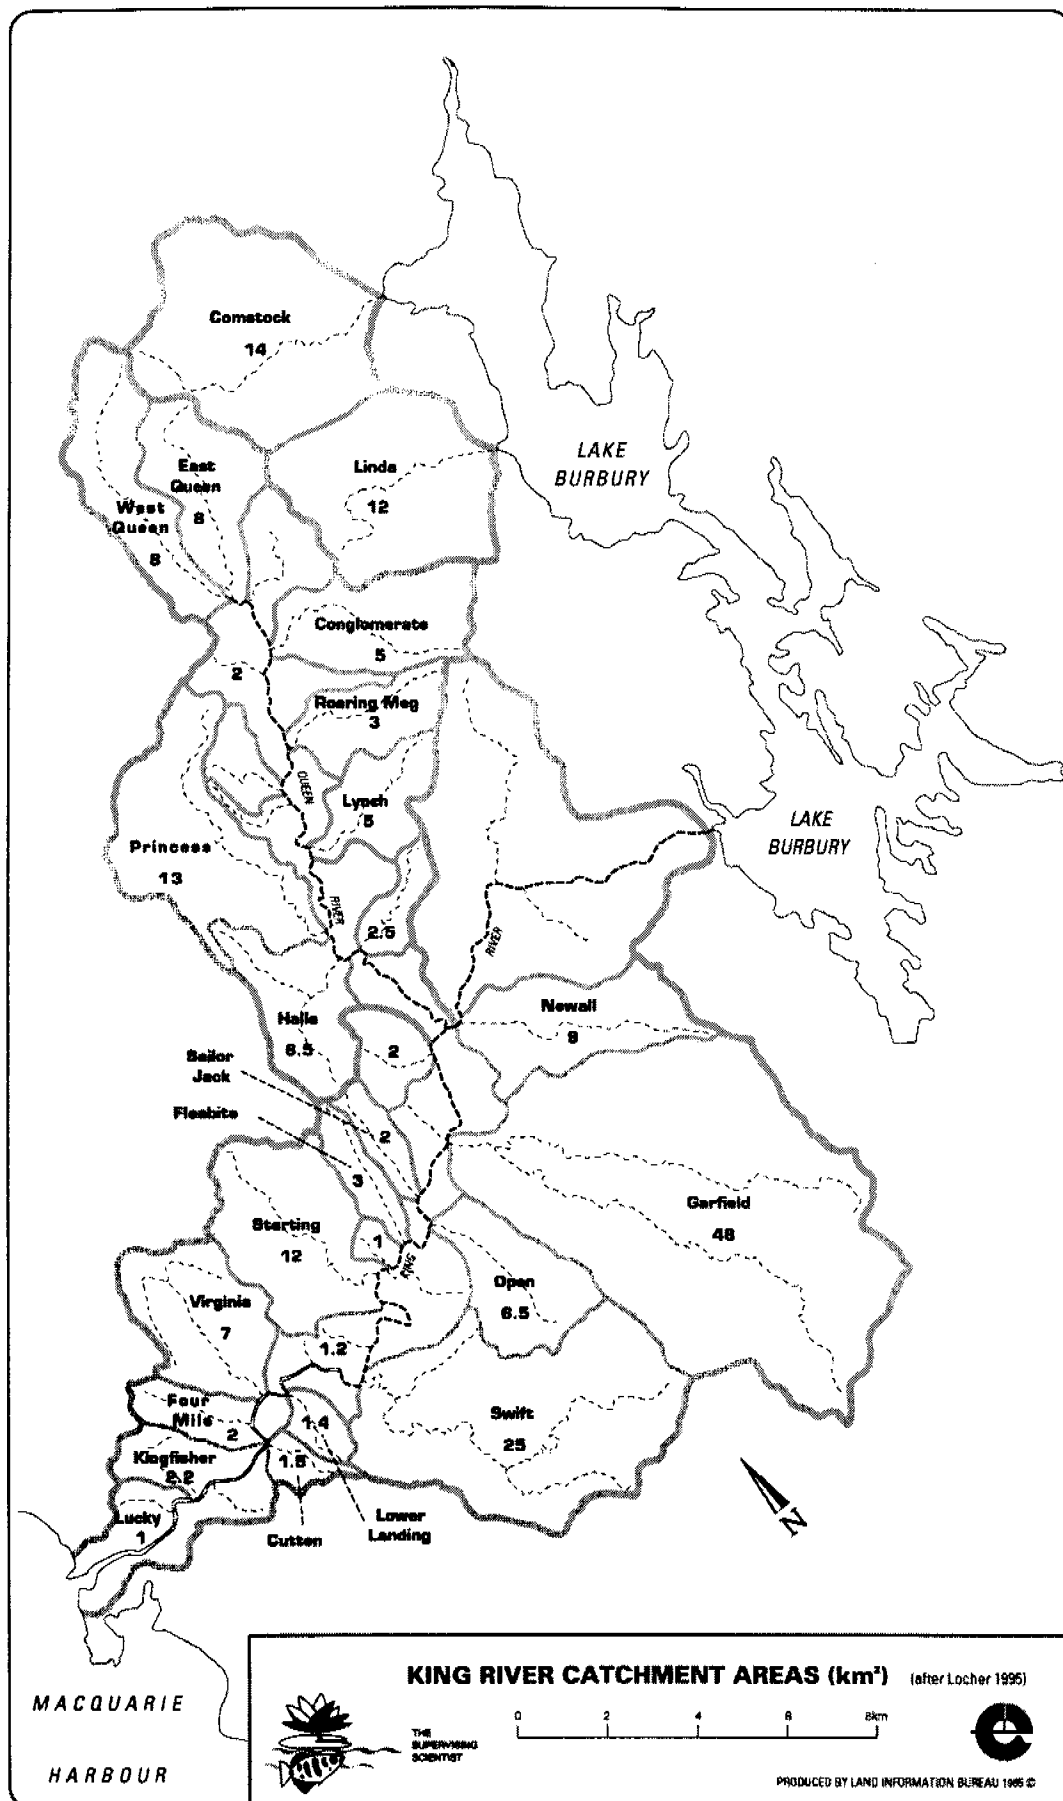 Comstock
14
LAKE
BURBURY
East
Queen
8
Linda
12
West
Queen
8
Conglomerate
5
2
Roaring Meg
3
QUEEN
Lynch
5
LAKE
BURBURY
Princess
13
RIVER
2.5
RIVER
Newall
9
Halls
6.5
2
Sailor
Jack
Fleabite
2
3
Garfield
48
Starting
12
1
KING
Open
6.5
Virginia
7
1.2
Four
Mile
2
1.4
Swift
25
Kingfisher
2.2
1.5
Lucky
1
Cutten
Lower
Landing
N
KING RIVER CATCHMENT AREAS (km²) (after Locher 1995)
0 2 4 6 8km
THE
SUPERVISING
SCIENTIST
e
MACQUARIE
HARBOUR
PRODUCED BY LAND INFORMATION BUREAU 1995 ©